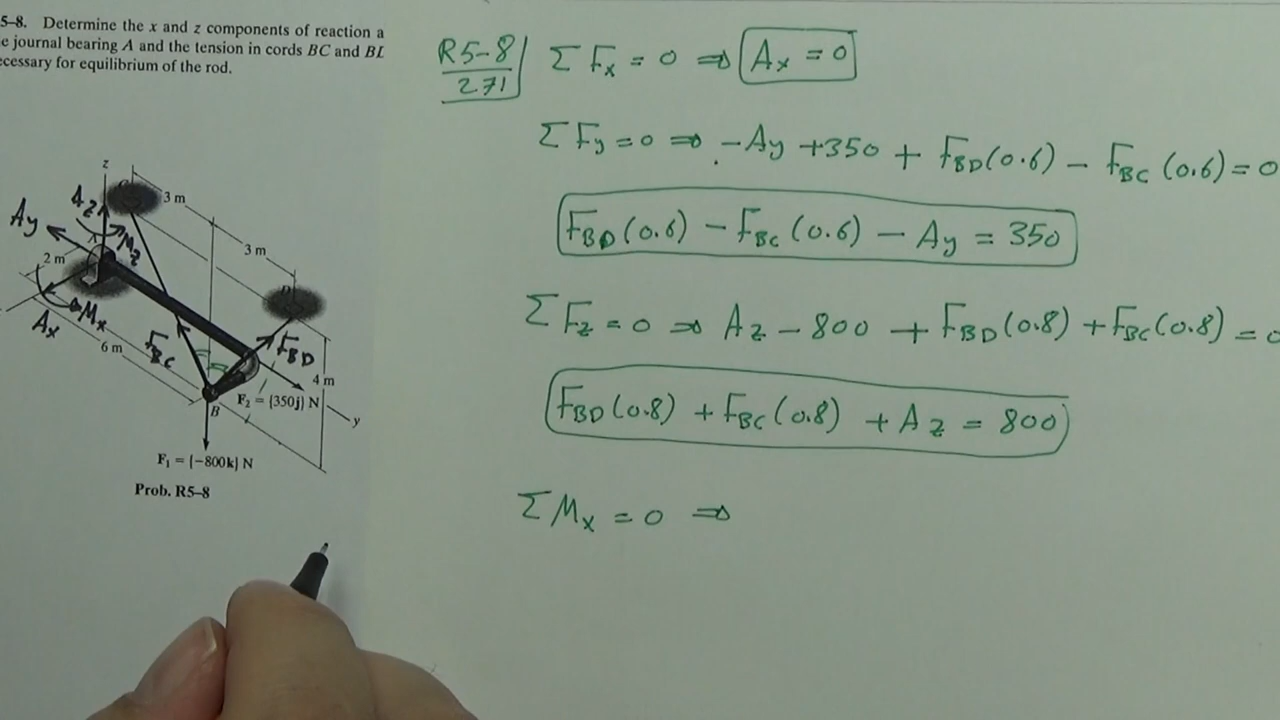 5–8. Determine the x and z components of reaction a
e journal bearing A and the tension in cords BC and BL
ecessary for equilibrium of the rod.
R5-8
271
Σ Fx = 0 ⇒ Ax = 0
Σ Fy = 0 ⇒ -Ay +350 + FBD(0.6) - FBC (0.6) = 0
FBD(0.6) - FBC (0.6) - Ay = 350
Σ Fz = 0 ⇒ Az - 800 + FBD(0.8) + FBC(0.8) = 0
FBD(0.8) + FBC(0.8) + Az = 800
Σ Mx = 0 ⇒
z
Az
3 m
Ay
Mz
A
3 m
2 m
Mx
Ax
FBC
FBD
6 m
4 m
B
F₂ = {350j} N
y
F₁ = {−800k} N
Prob. R5–8